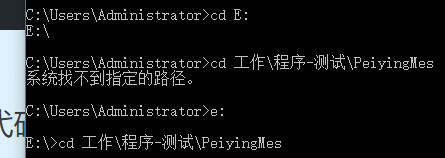 C:\Users\Administrator>cd E:
E:\
C:\Users\Administrator>cd 工作\程序-测试\PeiyingMes
系统找不到指定的路径。
C:\Users\Administrator>e:
E:\>cd 工作\程序-测试\PeiyingMes